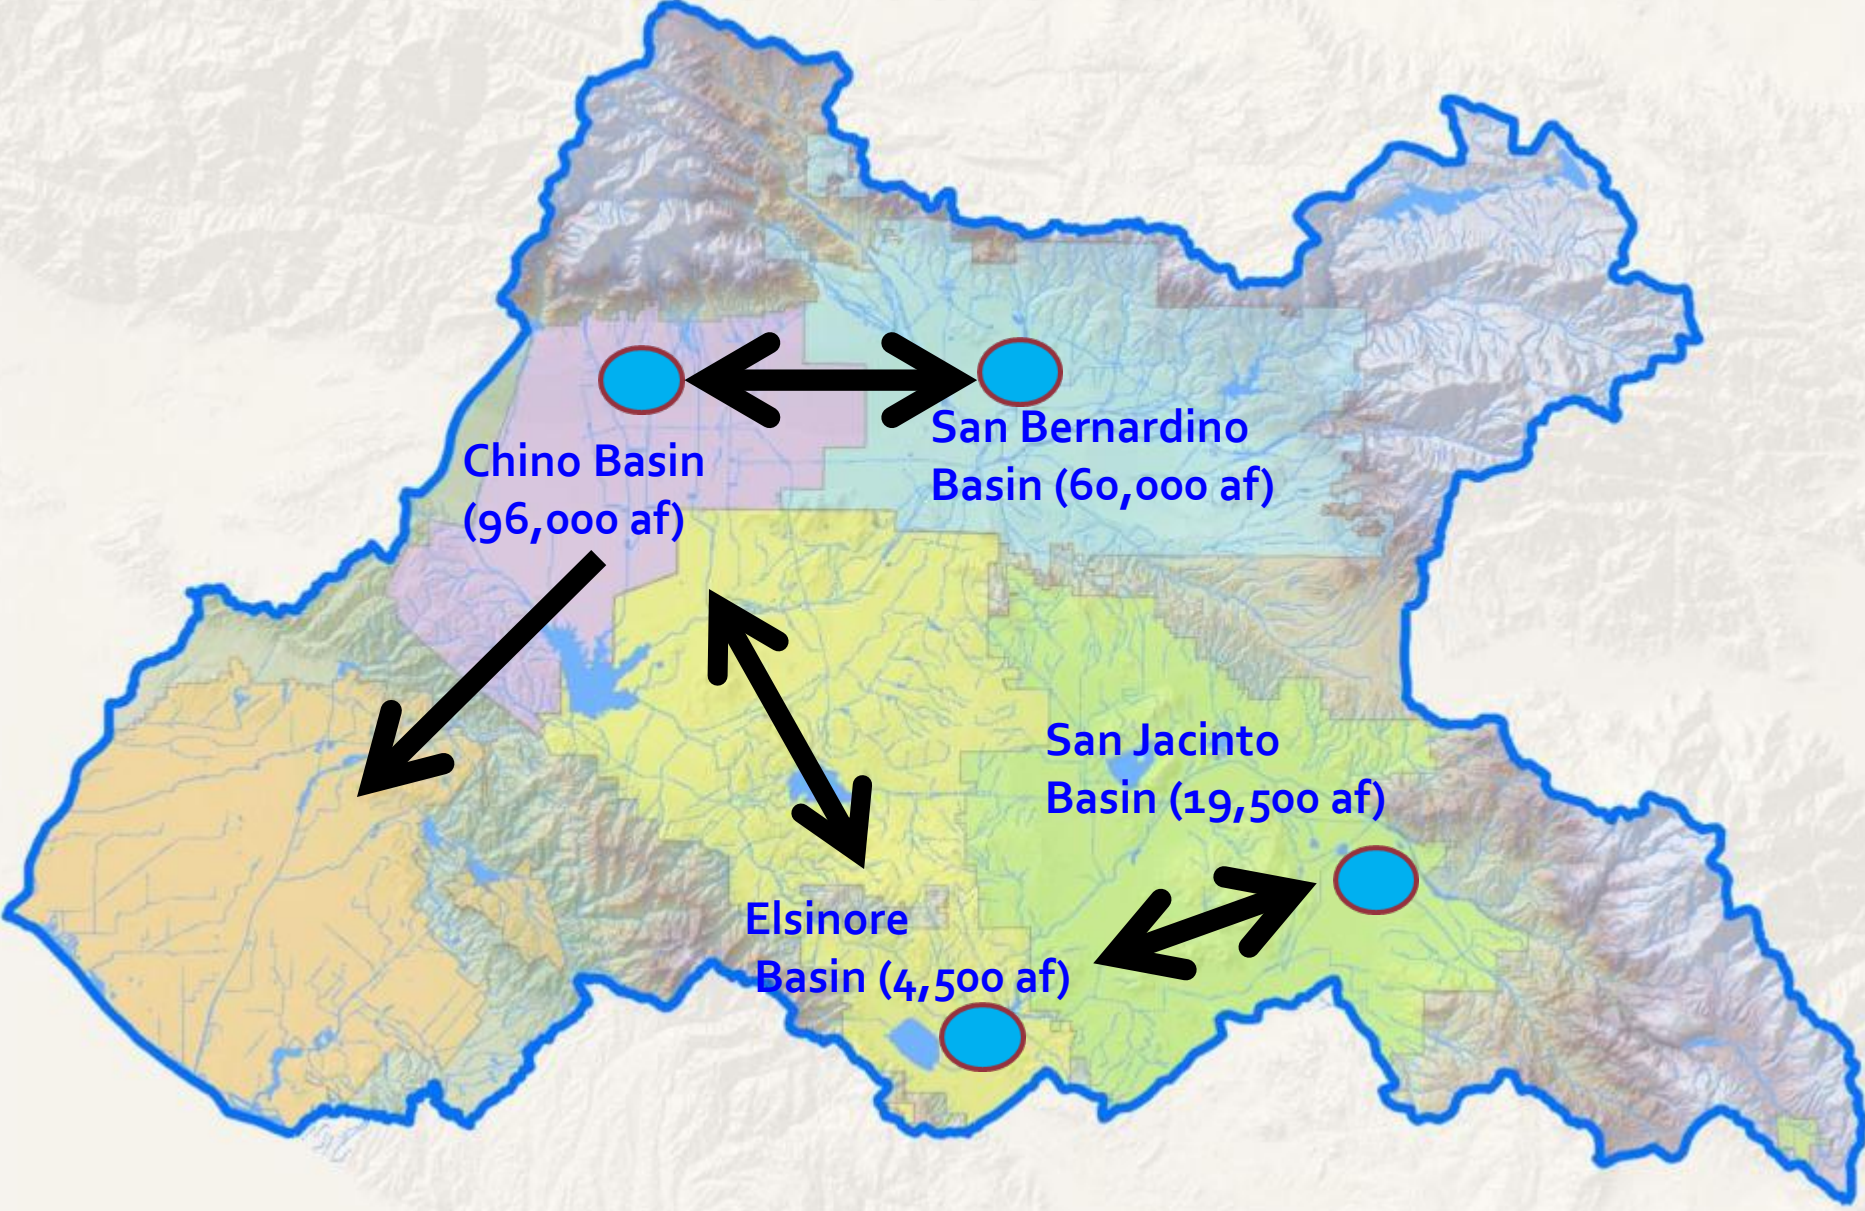 Chino Basin
(96,000 af)
San Bernardino
Basin (60,000 af)
San Jacinto
Basin (19,500 af)
Elsinore
Basin (4,500 af)